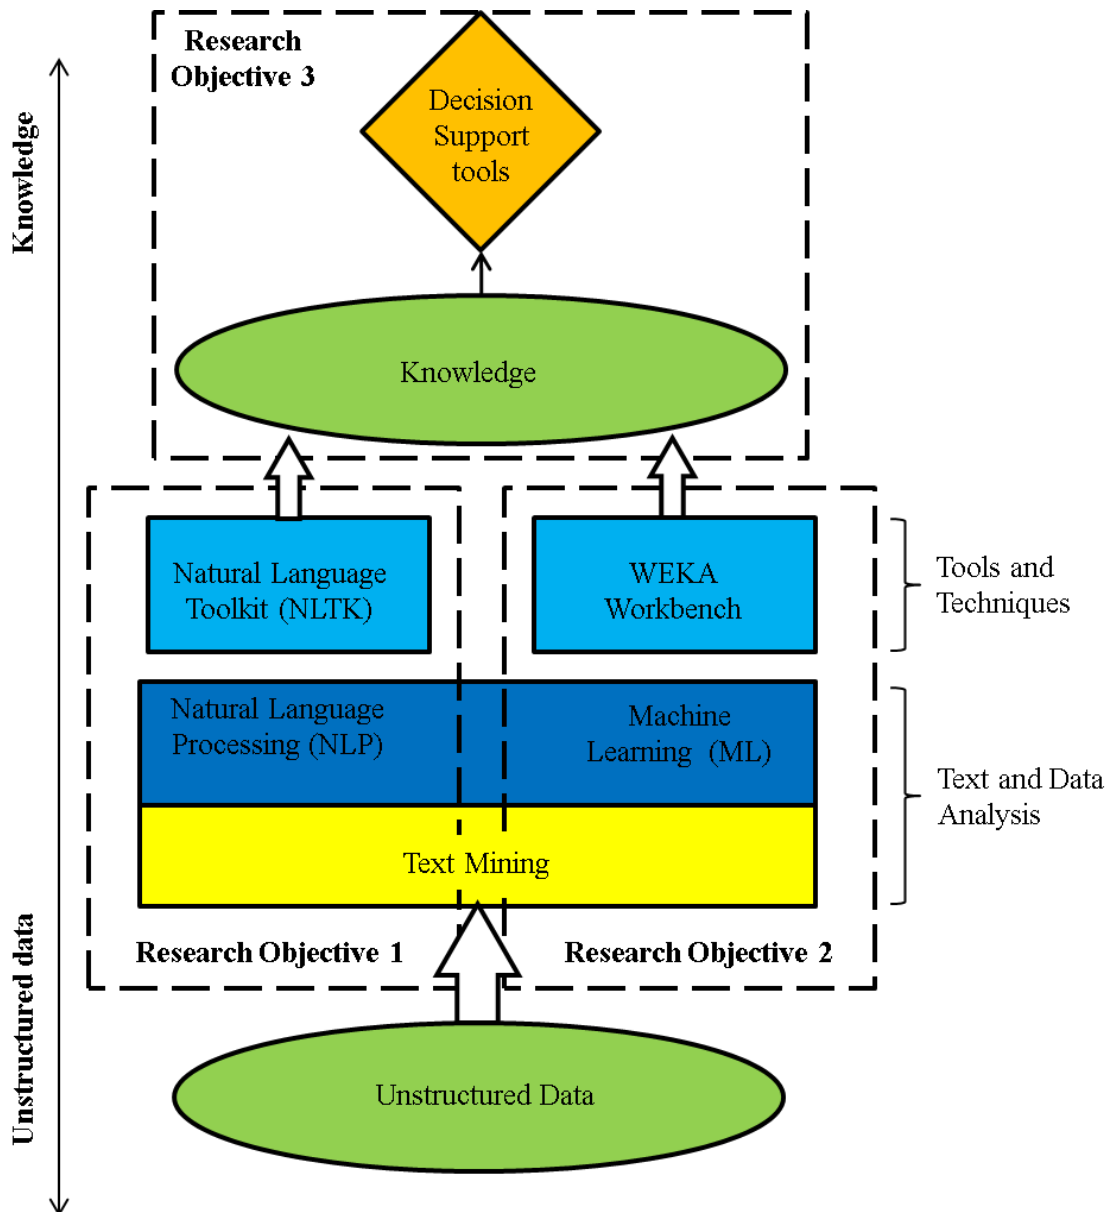 Research
Objective 3
Decision
Support
tools
Knowledge
Knowledge
Natural Language
Toolkit (NLTK)
WEKA
Workbench
Tools and
Techniques
Natural Language
Processing (NLP)
Machine
Learning (ML)
Text and Data
Analysis
Text Mining
Research Objective 1
Research Objective 2
Unstructured data
Unstructured Data